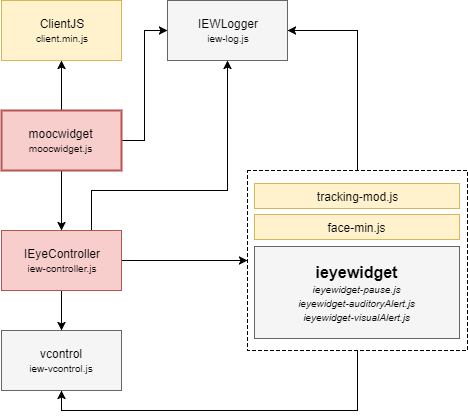 ClientJS
client.min.js
IEWLogger
iew-log.js
moocwidget
moocwidget.js
tracking-mod.js
face-min.js
IEyeController
iew-controller.js
ieyewidget
ieyewidget-pause.js
ieyewidget-auditoryAlert.js
ieyewidget-visualAlert.js
vcontrol
iew-vcontrol.js